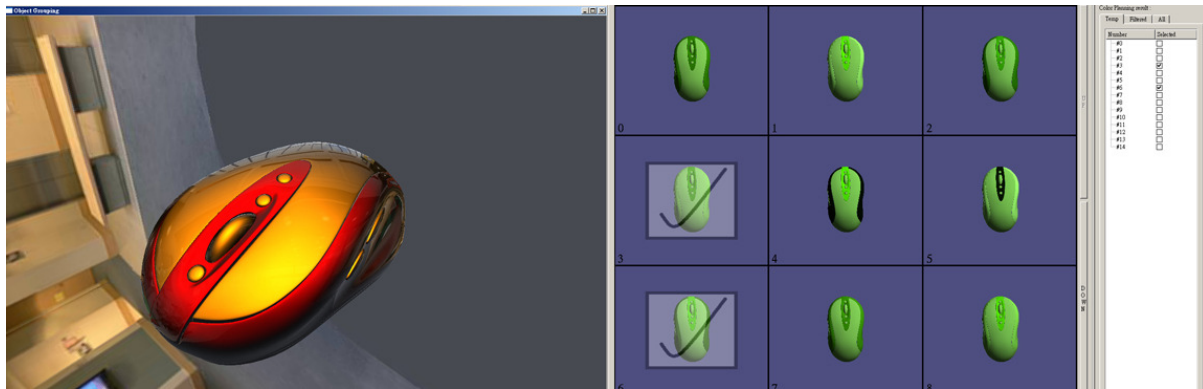 Object Grouping
Color Planning result :
Temp Filtered All
Number Selected
#0
#1
#2
#3
#4
#5
#6
#7
#8
#9
#10
#11
#12
#13
#14
0 1 2
3 4 5
6 7 8
D
O
W
N